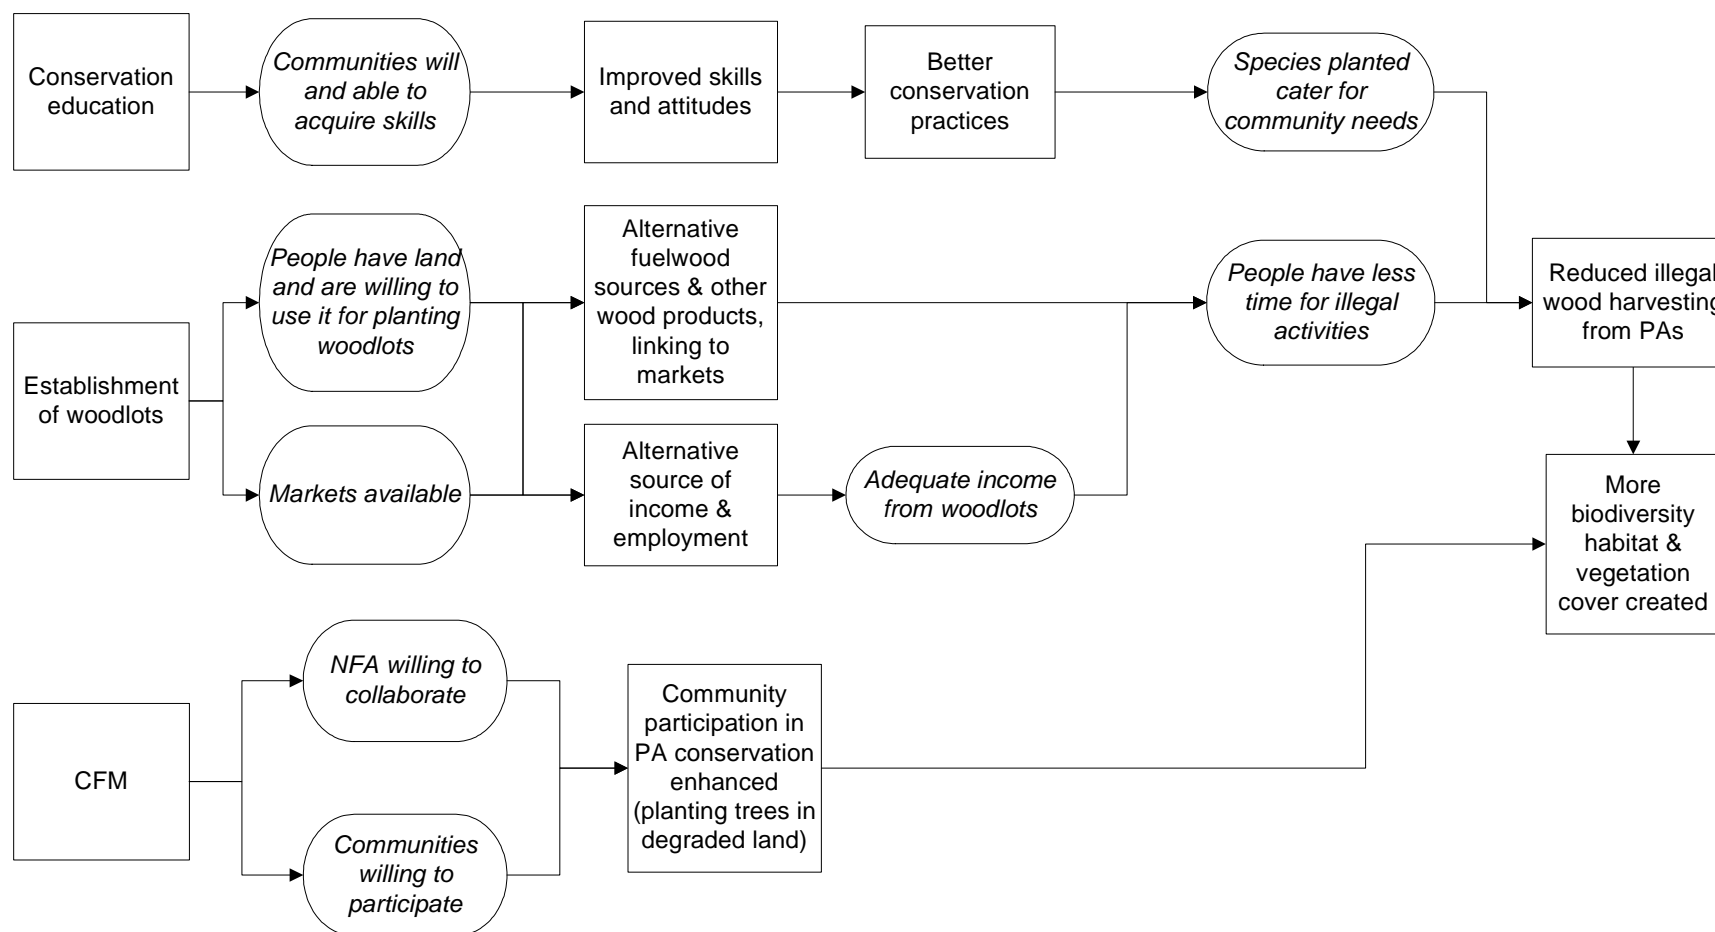 Conservation
education
Communities will
and able to
acquire skills
Improved skills
and attitudes
Better
conservation
practices
Species planted
cater for
community needs
Establishment
of woodlots
People have land
and are willing to
use it for planting
woodlots
Markets available
Alternative
fuelwood
sources & other
wood products,
linking to
markets
Alternative
source of
income &
employment
Adequate income
from woodlots
People have less
time for illegal
activities
Reduced illegal
wood harvesting
from PAs
More
biodiversity
habitat &
vegetation
cover created
CFM
NFA willing to
collaborate
Communities
willing to
participate
Community
participation in
PA conservation
enhanced
(planting trees in
degraded land)